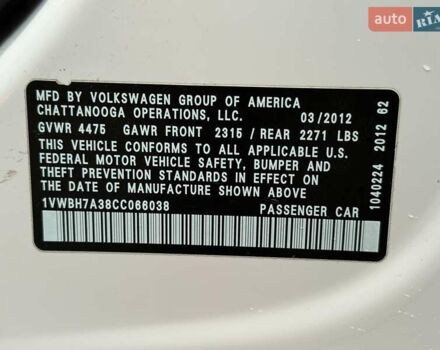 AUTO RIA
MFD BY VOLKSWAGEN GROUP OF AMERICA
CHATTANOOGA OPERATIONS, LLC. 03/2012
GVWR 4475 GAWR FRONT 2315/REAR 2271 LBS
THIS VEHICLE CONFORMS TO ALL APPLICABLE U.S.
FEDERAL MOTOR VEHICLE SAFETY, BUMPER AND
THEFT PREVENTION STANDARDS IN EFFECT ON THE
DATE OF MANUFACTURE SHOWN ABOVE
1VWBH7A38CC066038 PASSENGER CAR
1040224 2012 62